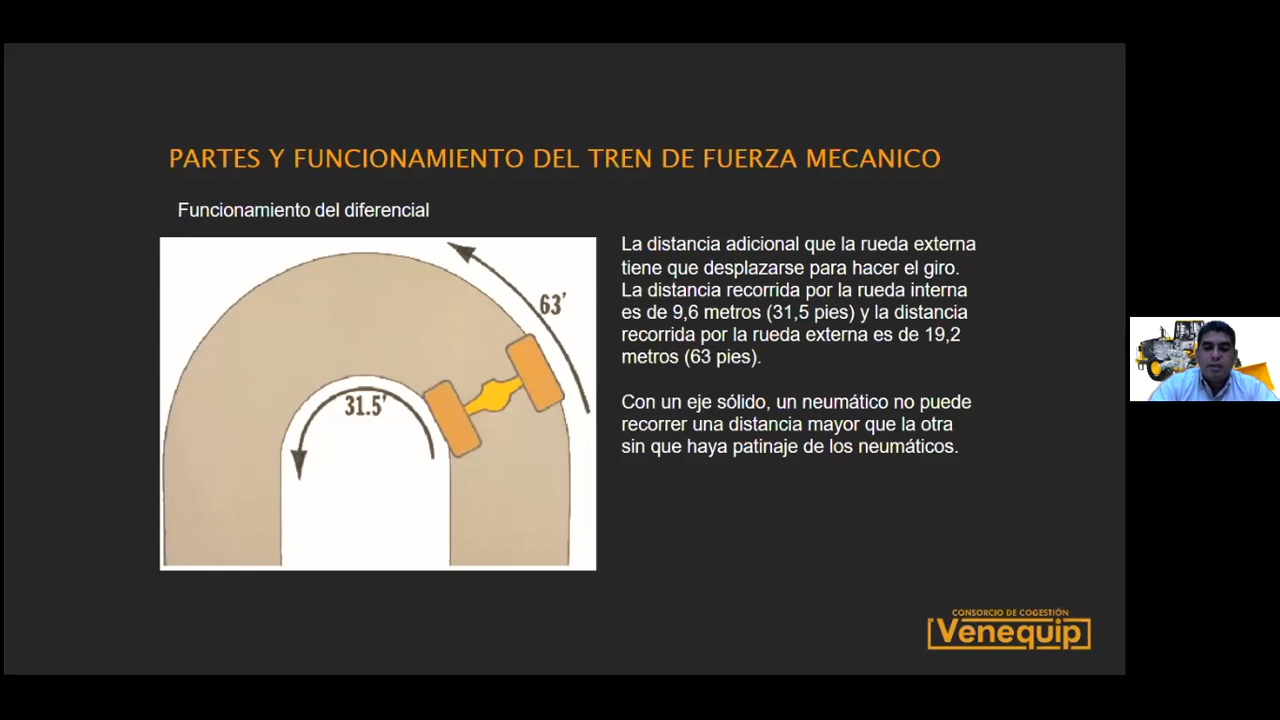 PARTES Y FUNCIONAMIENTO DEL TREN DE FUERZA MECANICO
Funcionamiento del diferencial
63'
31.5'
La distancia adicional que la rueda externa
tiene que desplazarse para hacer el giro.
La distancia recorrida por la rueda interna
es de 9,6 metros (31,5 pies) y la distancia
recorrida por la rueda externa es de 19,2
metros (63 pies).
Con un eje sólido, un neumático no puede
recorrer una distancia mayor que la otra
sin que haya patinaje de los neumáticos.
CONSORCIO DE COGESTIÓN
Venequip